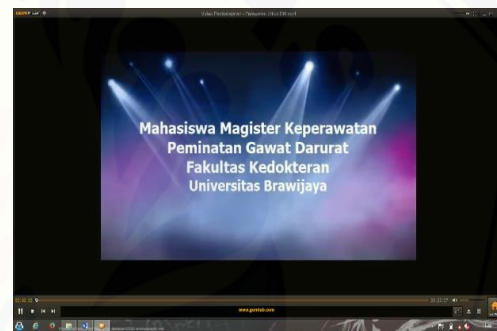 Mahasiswa Magister Keperawatan
Peminatan Gawat Darurat
Fakultas Kedokteran
Universitas Brawijaya
www.gomlab.com